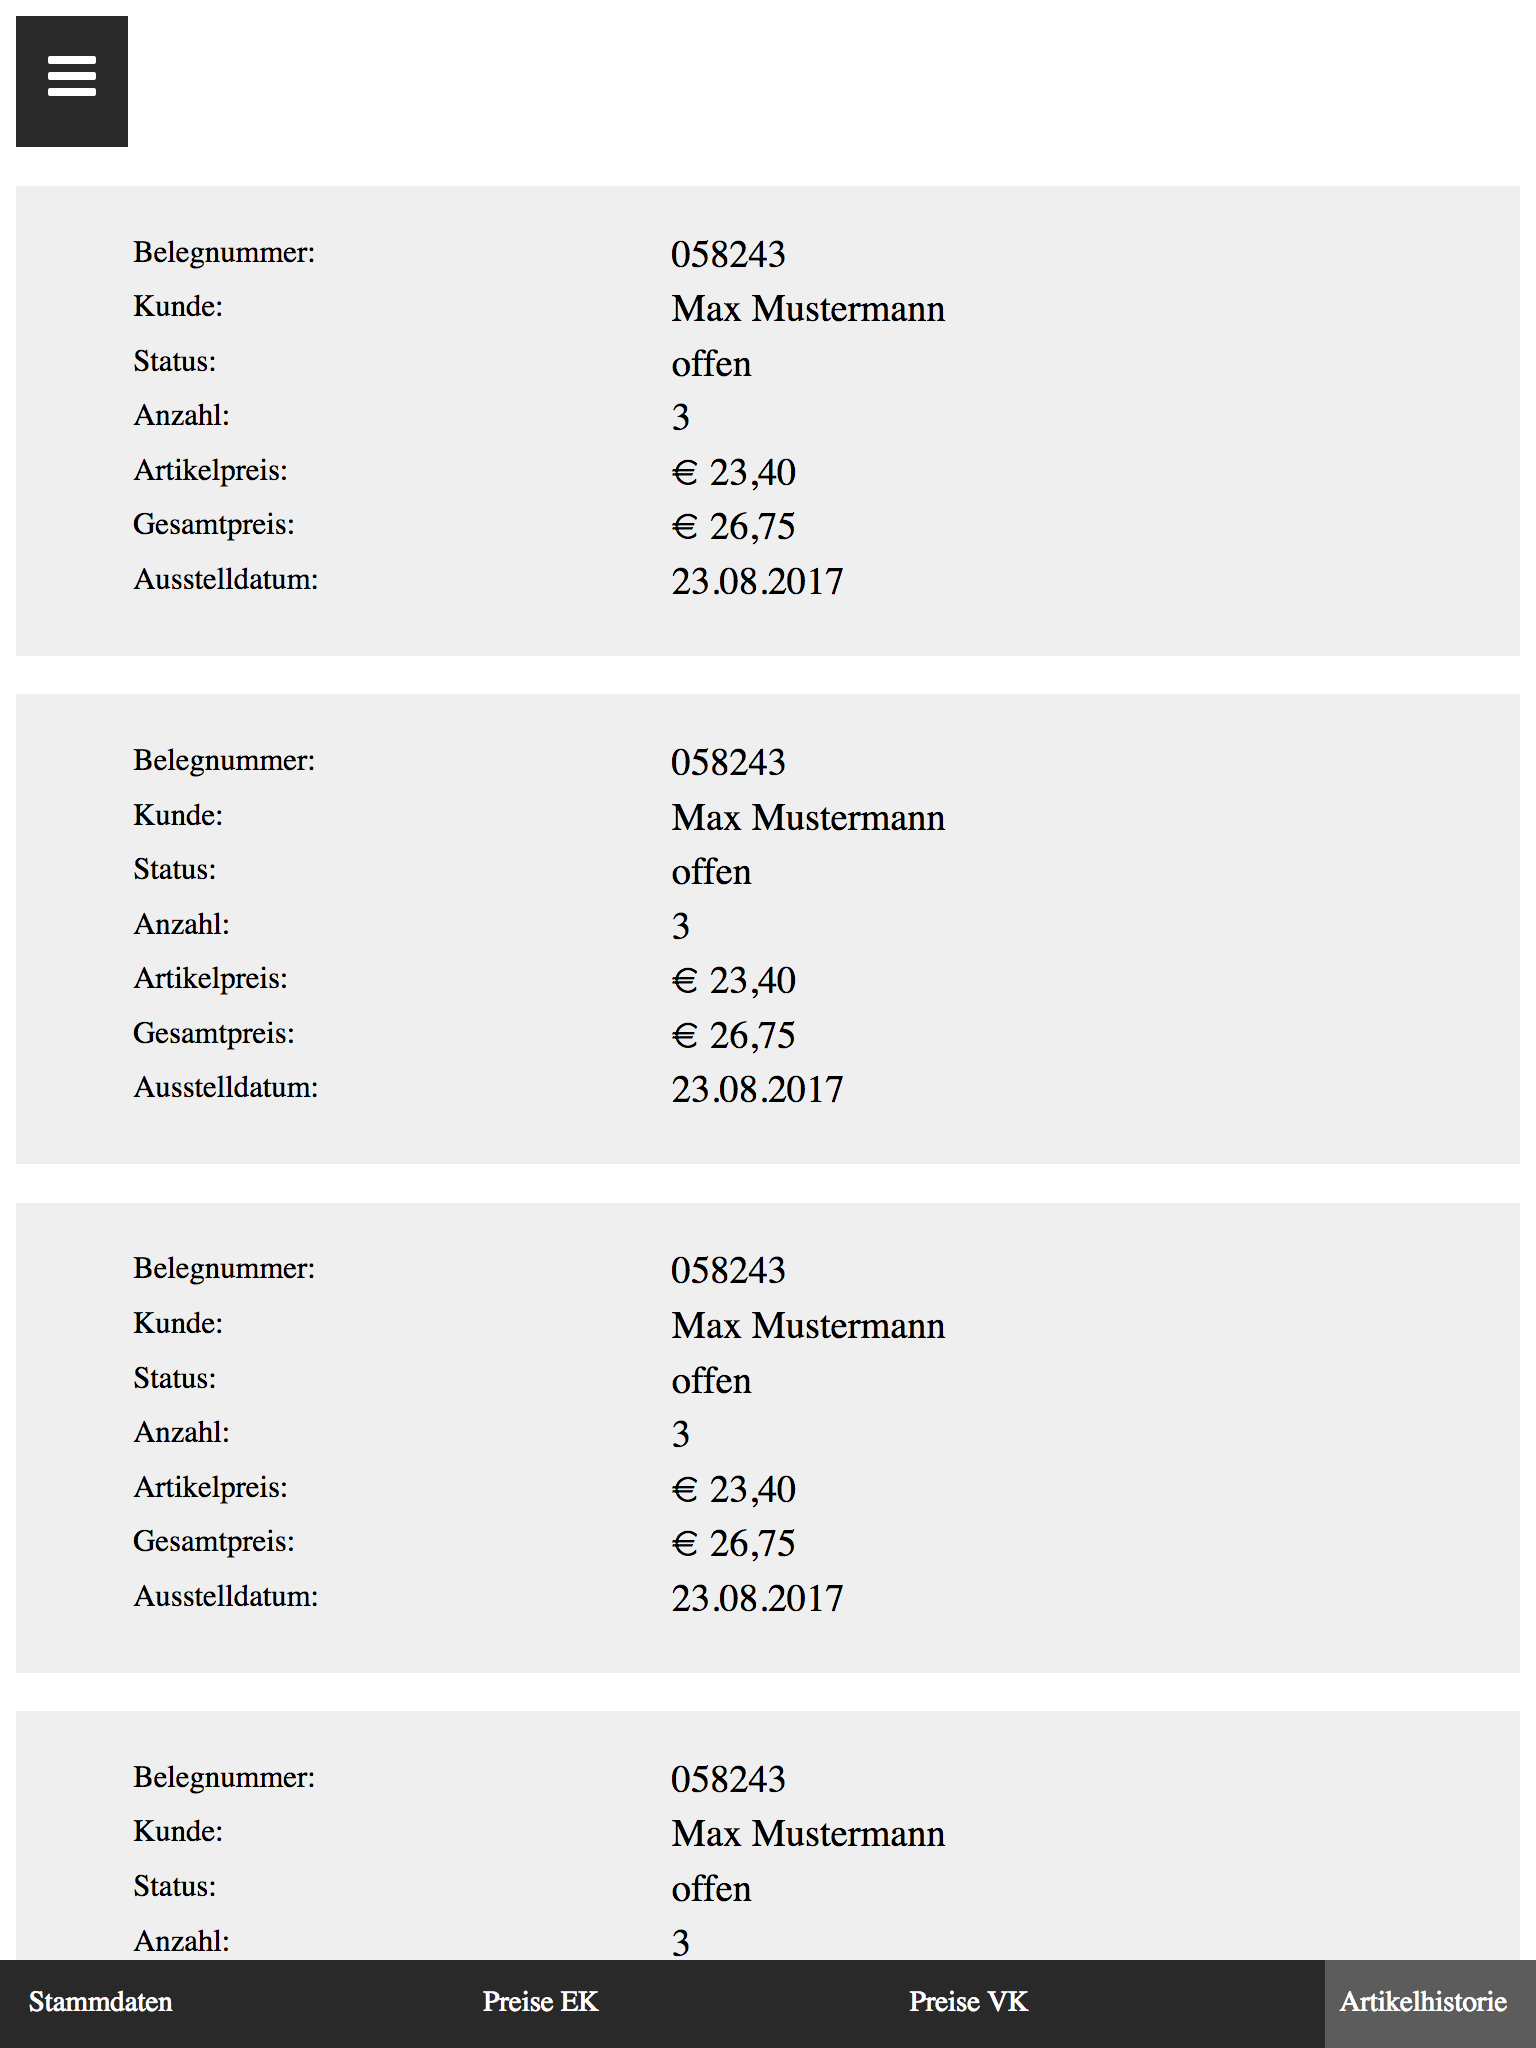 Belegnummer: 058243
Kunde: Max Mustermann
Status: offen
Anzahl: 3
Artikelpreis: € 23,40
Gesamtpreis: € 26,75
Ausstelldatum: 23.08.2017
Belegnummer: 058243
Kunde: Max Mustermann
Status: offen
Anzahl: 3
Artikelpreis: € 23,40
Gesamtpreis: € 26,75
Ausstelldatum: 23.08.2017
Belegnummer: 058243
Kunde: Max Mustermann
Status: offen
Anzahl: 3
Artikelpreis: € 23,40
Gesamtpreis: € 26,75
Ausstelldatum: 23.08.2017
Belegnummer: 058243
Kunde: Max Mustermann
Status: offen
Anzahl: 3
Stammdaten Preise EK Preise VK Artikelhistorie